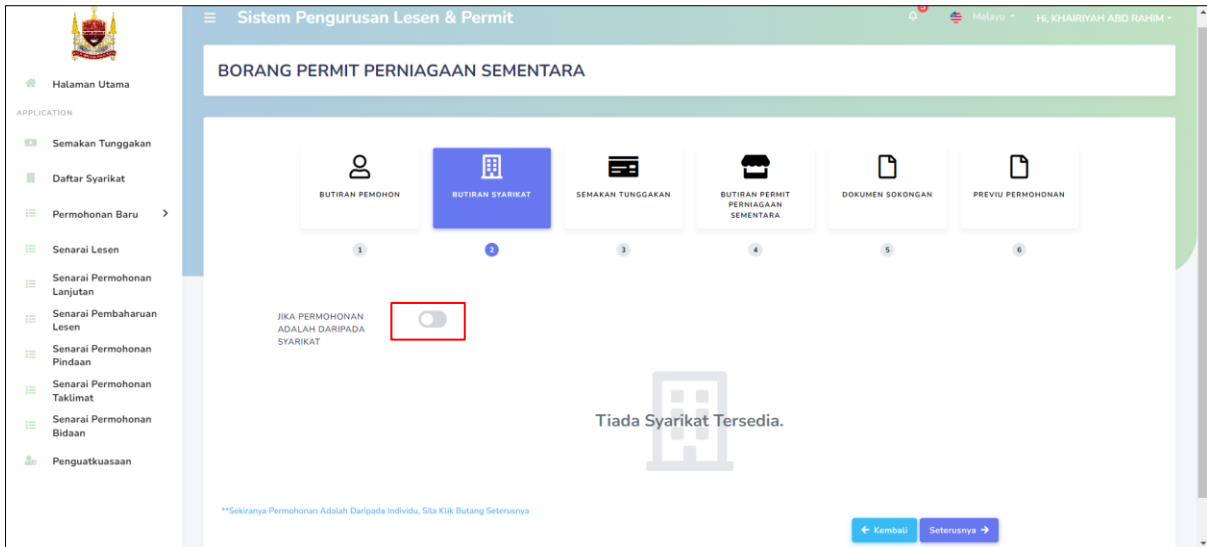 Sistem Pengurusan Lesen & Permit
Melayu
Hi, KHAIRIYAH ABD RAHIM
BORANG PERMIT PERNIAGAAN SEMENTARA
Halaman Utama
APPLICATION
Semakan Tunggakan
Daftar Syarikat
Permohonan Baru
Senarai Lesen
Senarai Permohonan
Lanjutan
Senarai Pembaharuan
Lesen
Senarai Permohonan
Pindaan
Senarai Permohonan
Taklimat
Senarai Permohonan
Bidaan
Penguatkuasaan
BUTIRAN PEMOHON
BUTIRAN SYARIKAT
SEMAKAN TUNGGAKAN
BUTIRAN PERMIT
PERNIAGAAN
SEMENTARA
DOKUMEN SOKONGAN
PREVIU PERMOHONAN
1
2
3
4
5
6
JIKA PERMOHONAN
ADALAH DARIPADA
SYARIKAT
Tiada Syarikat Tersedia.
**Sekiranya Permohonan Adalah Daripada Individu, Sila Klik Butang Seterusnya
← Kembali
Seterusnya →